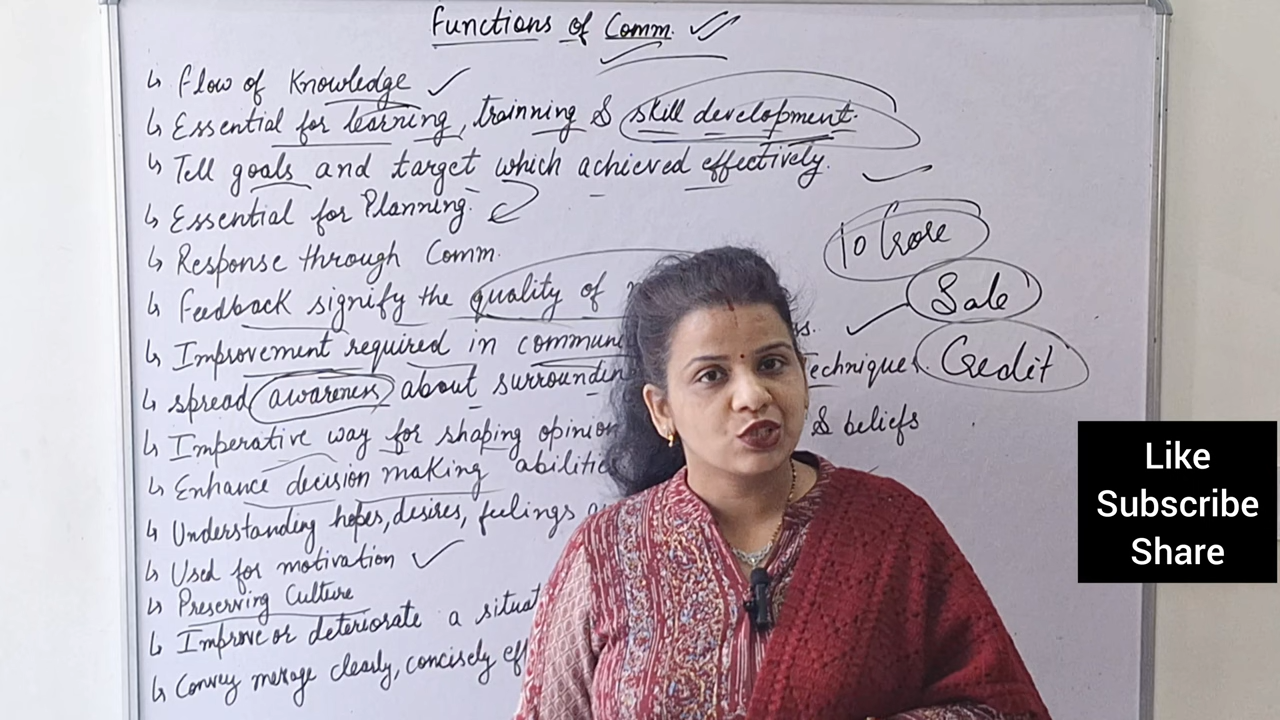 Functions of Comm.
↳ Flow of Knowledge
↳ Essential for learning, trainning & skill development.
↳ Tell goals and target which achieved effectively.
↳ Essential for Planning.
↳ Response through Comm.
↳ Feedback signify the quality of
↳ Improvement required in commun
↳ spread awareness about surroundin Techniques.
↳ Imperative way for shaping opinion & beliefs
↳ Enhance decision making abilitie
↳ Understanding hopes, desires, feelings
↳ Used for motivation
↳ Preserving Culture
↳ Improve or deteriorate a situat
↳ Convey message clearly, concisely eff
10 Crore
Sale
Credit
Like
Subscribe
Share